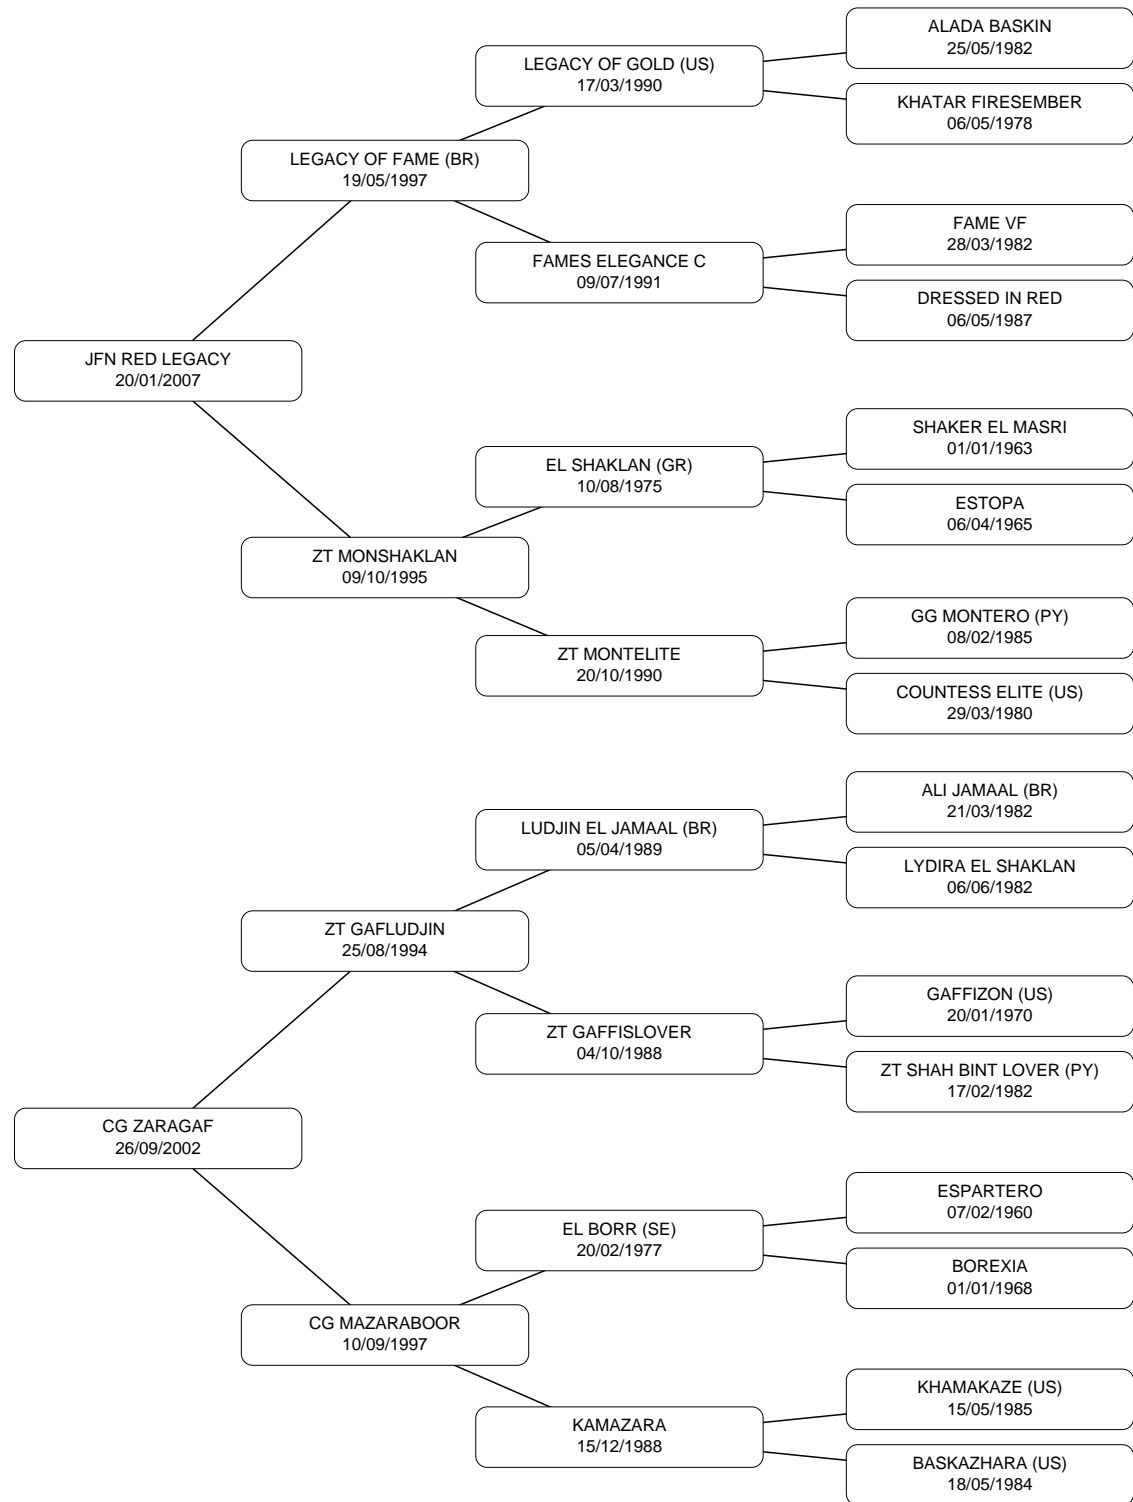 ALADA BASKIN
25/05/1982
LEGACY OF GOLD (US)
17/03/1990
KHATAR FIRESEMBER
06/05/1978
LEGACY OF FAME (BR)
19/05/1997
FAME VF
28/03/1982
FAMES ELEGANCE C
09/07/1991
DRESSED IN RED
06/05/1987
JFN RED LEGACY
20/01/2007
SHAKER EL MASRI
01/01/1963
EL SHAKLAN (GR)
10/08/1975
ESTOPA
06/04/1965
ZT MONSHAKLAN
09/10/1995
GG MONTERO (PY)
08/02/1985
ZT MONTELITE
20/10/1990
COUNTESS ELITE (US)
29/03/1980
ALI JAMAAL (BR)
21/03/1982
LUDJIN EL JAMAAL (BR)
05/04/1989
LYDIRA EL SHAKLAN
06/06/1982
ZT GAFLUDJIN
25/08/1994
GAFFIZON (US)
20/01/1970
ZT GAFFISLOVER
04/10/1988
ZT SHAH BINT LOVER (PY)
17/02/1982
CG ZARAGAF
26/09/2002
ESPARTERO
07/02/1960
EL BORR (SE)
20/02/1977
BOREXIA
01/01/1968
CG MAZARABOOR
10/09/1997
KHAMAKAZE (US)
15/05/1985
KAMAZARA
15/12/1988
BASKAZHARA (US)
18/05/1984